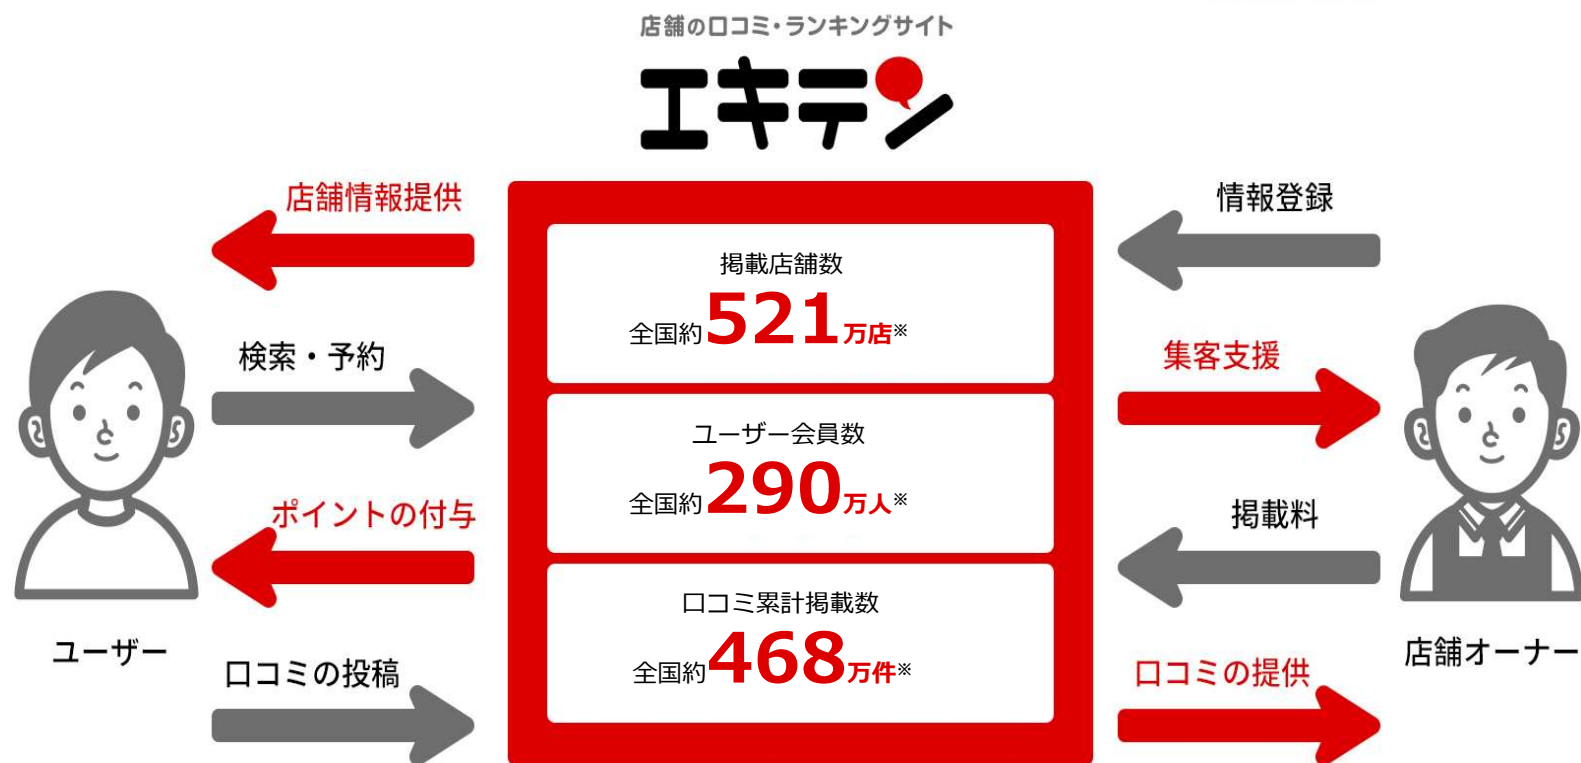 店舗の口コミ・ランキングサイト
エキテン
店舗情報提供
検索・予約
ポイントの付与
口コミの投稿
ユーザー
掲載店舗数
全国約521万店※
ユーザー会員数
全国約290万人※
口コミ累計掲載数
全国約468万件※
情報登録
集客支援
掲載料
口コミの提供
店舗オーナー